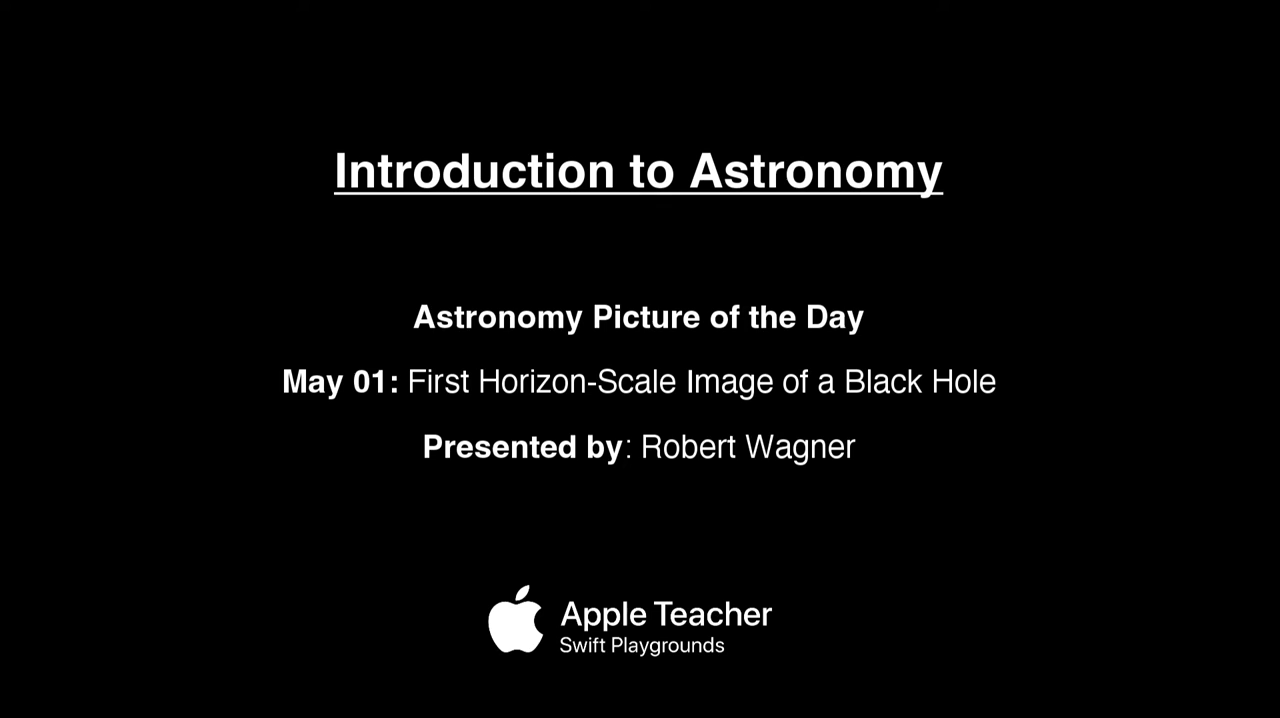 Introduction to Astronomy
Astronomy Picture of the Day
May 01: First Horizon-Scale Image of a Black Hole
Presented by: Robert Wagner
Apple Teacher
Swift Playgrounds